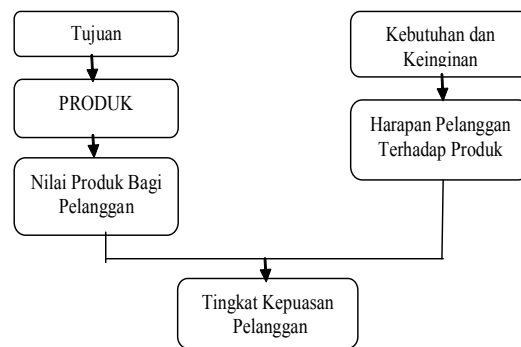 Tujuan
PRODUK
Nilai Produk Bagi
Pelanggan
Kebutuhan dan
Keinginan
Harapan Pelanggan
Terhadap Produk
Tingkat Kepuasan
Pelanggan